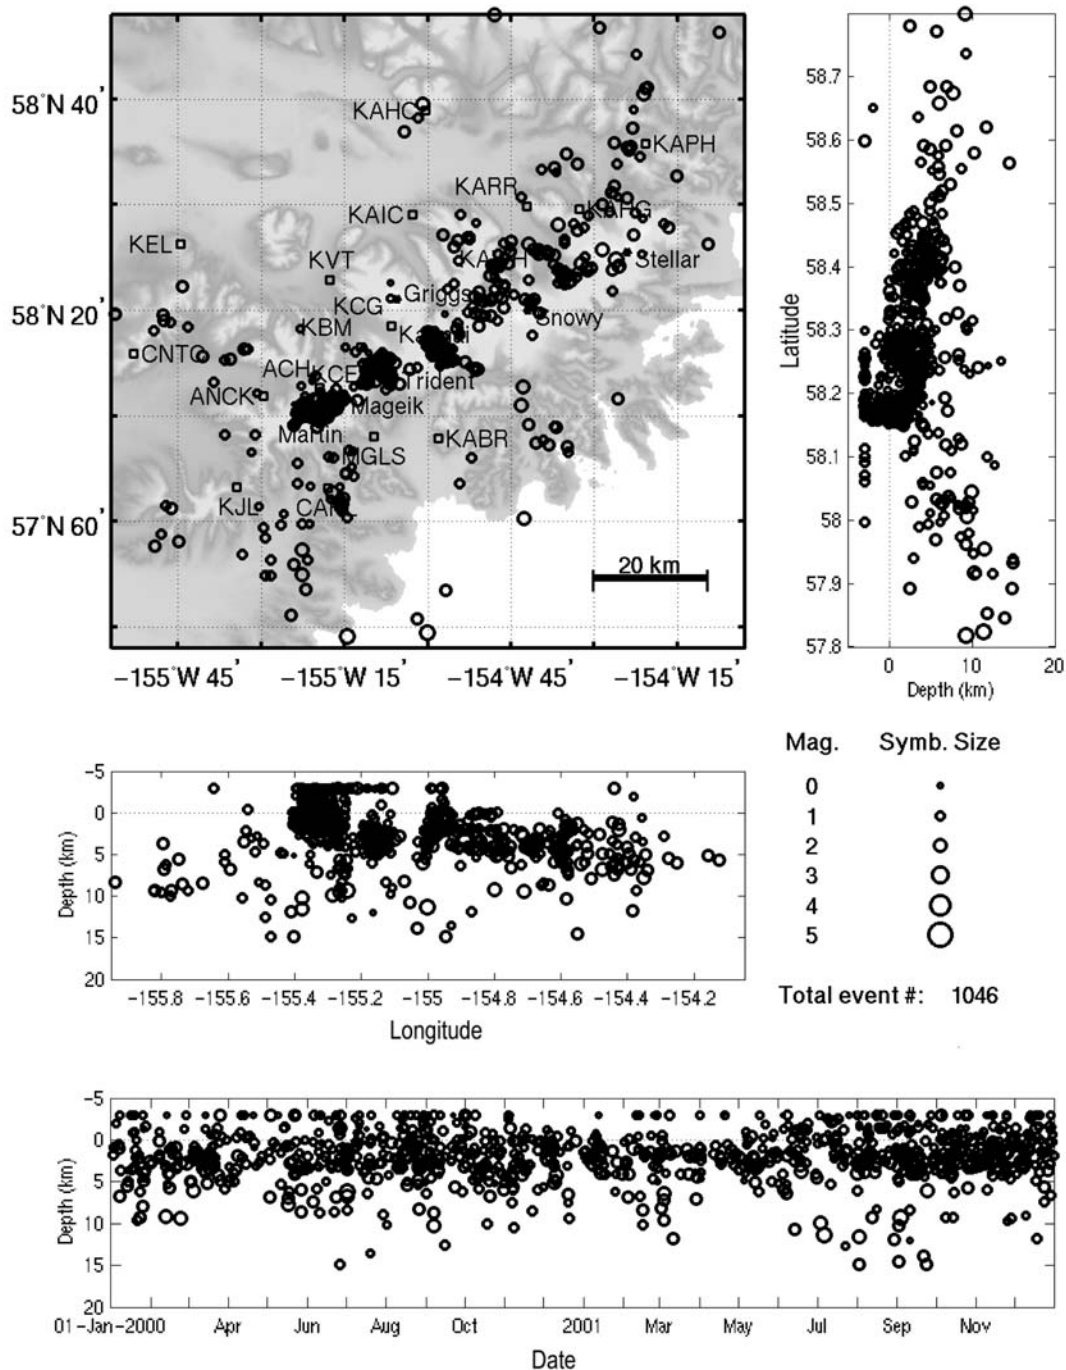 58°N 40'
58°N 20'
57°N 60'
-155°W 45'
-155°W 15'
-154°W 45'
-154°W 15'
KAHC
KAPH
KARR
KAIC
KAHG
KEL
KVT
Stellar
KCG
Griggs
KBM
Snowy
CNTC
ACH
KCE
Trident
ANCK
Mageik
Martin
KABR
MGLS
KJL
20 km
Latitude
58.7
58.6
58.5
58.4
58.3
58.2
58.1
58
57.9
57.8
0
10
20
Depth (km)
Mag.
Symb. Size
0
1
2
3
4
5
Total event #: 1046
Depth (km)
-5
0
5
10
15
20
-155.8
-155.6
-155.4
-155.2
-155
-154.8
-154.6
-154.4
-154.2
Longitude
Depth (km)
-5
0
5
10
15
20
01-Jan-2000
Apr
Jun
Aug
Oct
2001
Mar
May
Jul
Sep
Nov
Date